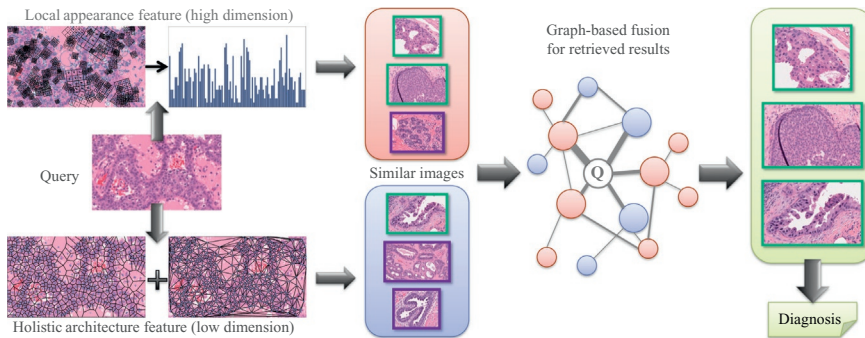 Local appearance feature (high dimension)
Graph-based fusion
for retrieved results
Query
Similar images
Q
Holistic architecture feature (low dimension)
Diagnosis